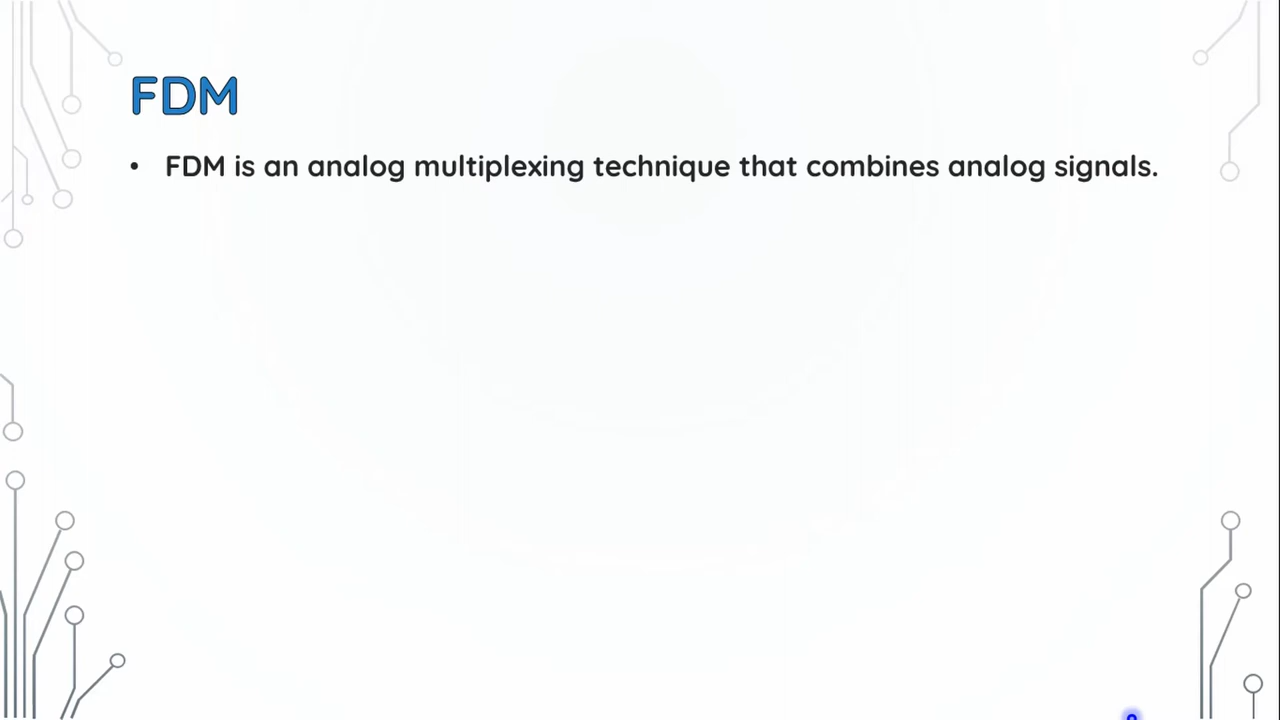 FDM
• FDM is an analog multiplexing technique that combines analog signals.